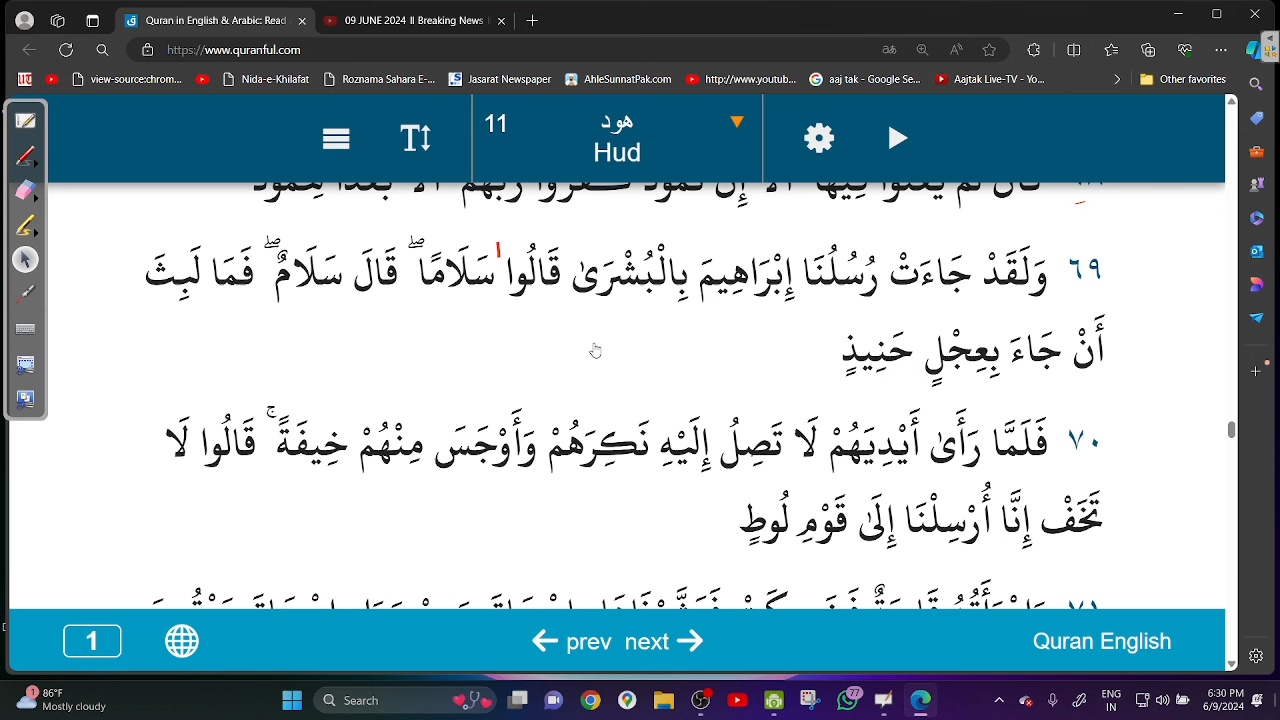 Quran in English & Arabic Read
09 JUNE 2024 II Breaking News
https://www.quranful.com
view-source:chrom...
Nida-e-Khilafat
Roznama Sahara E-...
Jasarat Newspaper
AhleSunnatPak.com
http://www.youtub...
aaj tak - Google Se...
Aajtak Live-TV - Yo...
Other favorites
11
هود
Hud
٦٩ وَلَقَدْ جَاءَتْ رُسُلُنَا إِبْرَاهِيمَ بِالْبُشْرَىٰ قَالُوا سَلَامًا ۖ قَالَ سَلَامٌ ۖ فَمَا لَبِثَ
أَنْ جَاءَ بِعِجْلٍ حَنِيذٍ
٧٠ فَلَمَّا رَأَىٰ أَيْدِيَهُمْ لَا تَصِلُ إِلَيْهِ نَكِرَهُمْ وَأَوْجَسَ مِنْهُمْ خِيفَةً ۚ قَالُوا لَا
تَخَفْ إِنَّا أُرْسِلْنَا إِلَىٰ قَوْمِ لُوطٍ
1
prev next
Quran English
86°F
Mostly cloudy
Search
77
ENG
IN
6:30 PM
6/9/2024